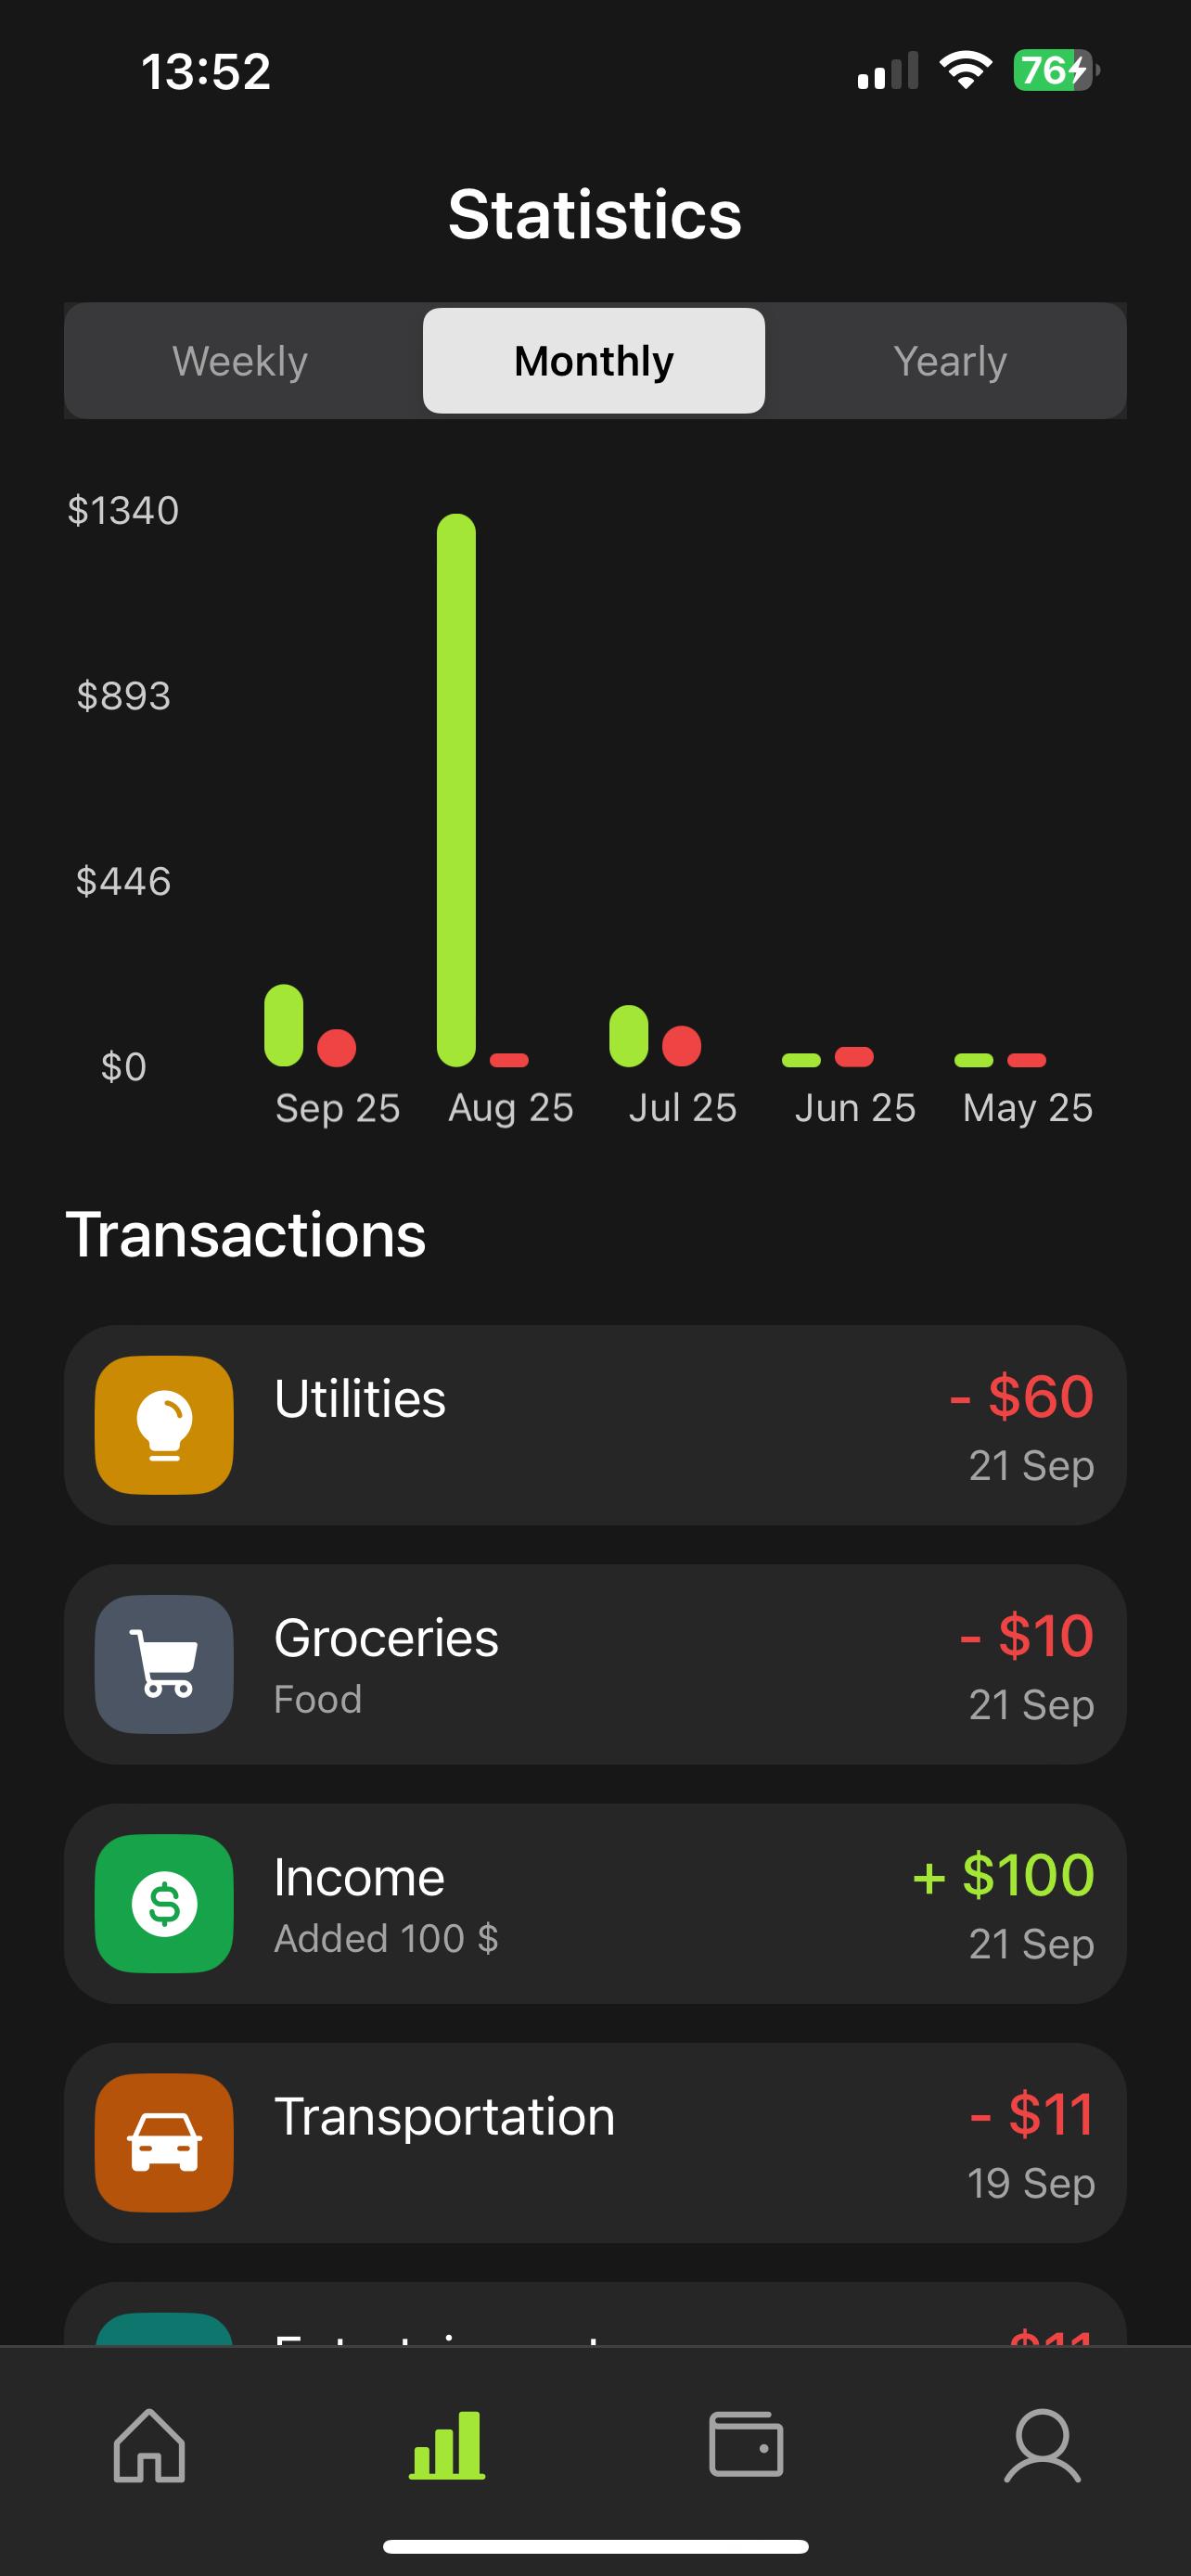 13:52
76
Statistics
Weekly Monthly Yearly
$1340
$893
$446
$0
Sep 25 Aug 25 Jul 25 Jun 25 May 25
Transactions
Utilities - $60
21 Sep
Groceries - $10
Food 21 Sep
Income + $100
Added 100 $ 21 Sep
Transportation - $11
19 Sep